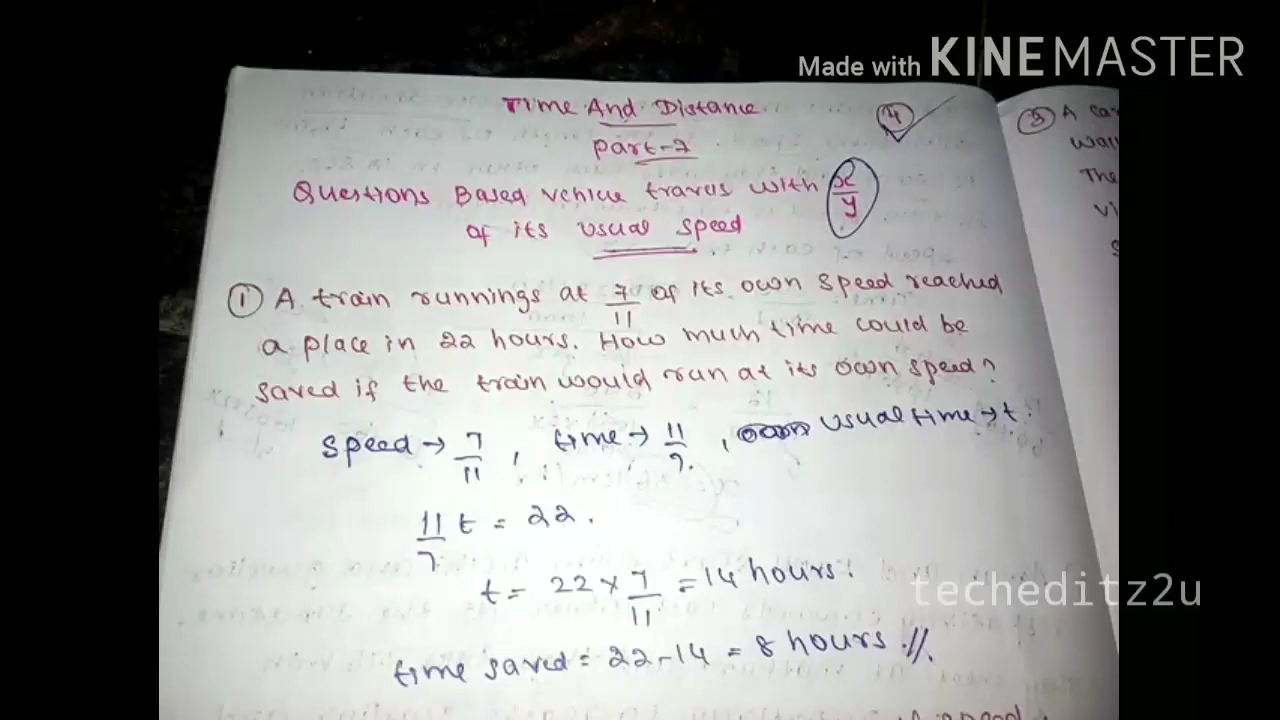 Made with KINEMASTER
Time And Distance
4
Part-7
Questions Based vehicle travels with x/y
of its usual speed
① A train runnings at 7/11 of its own speed reached
a place in 22 hours. How much time could be
saved if the train would run at its own speed?
Speed → 7/11, time → 11/7, usual time → t.
11/7 t = 22.
t = 22 × 7/11 = 14 hours.
time saved = 22 - 14 = 8 hours //.
techeditz2u
③ A
The